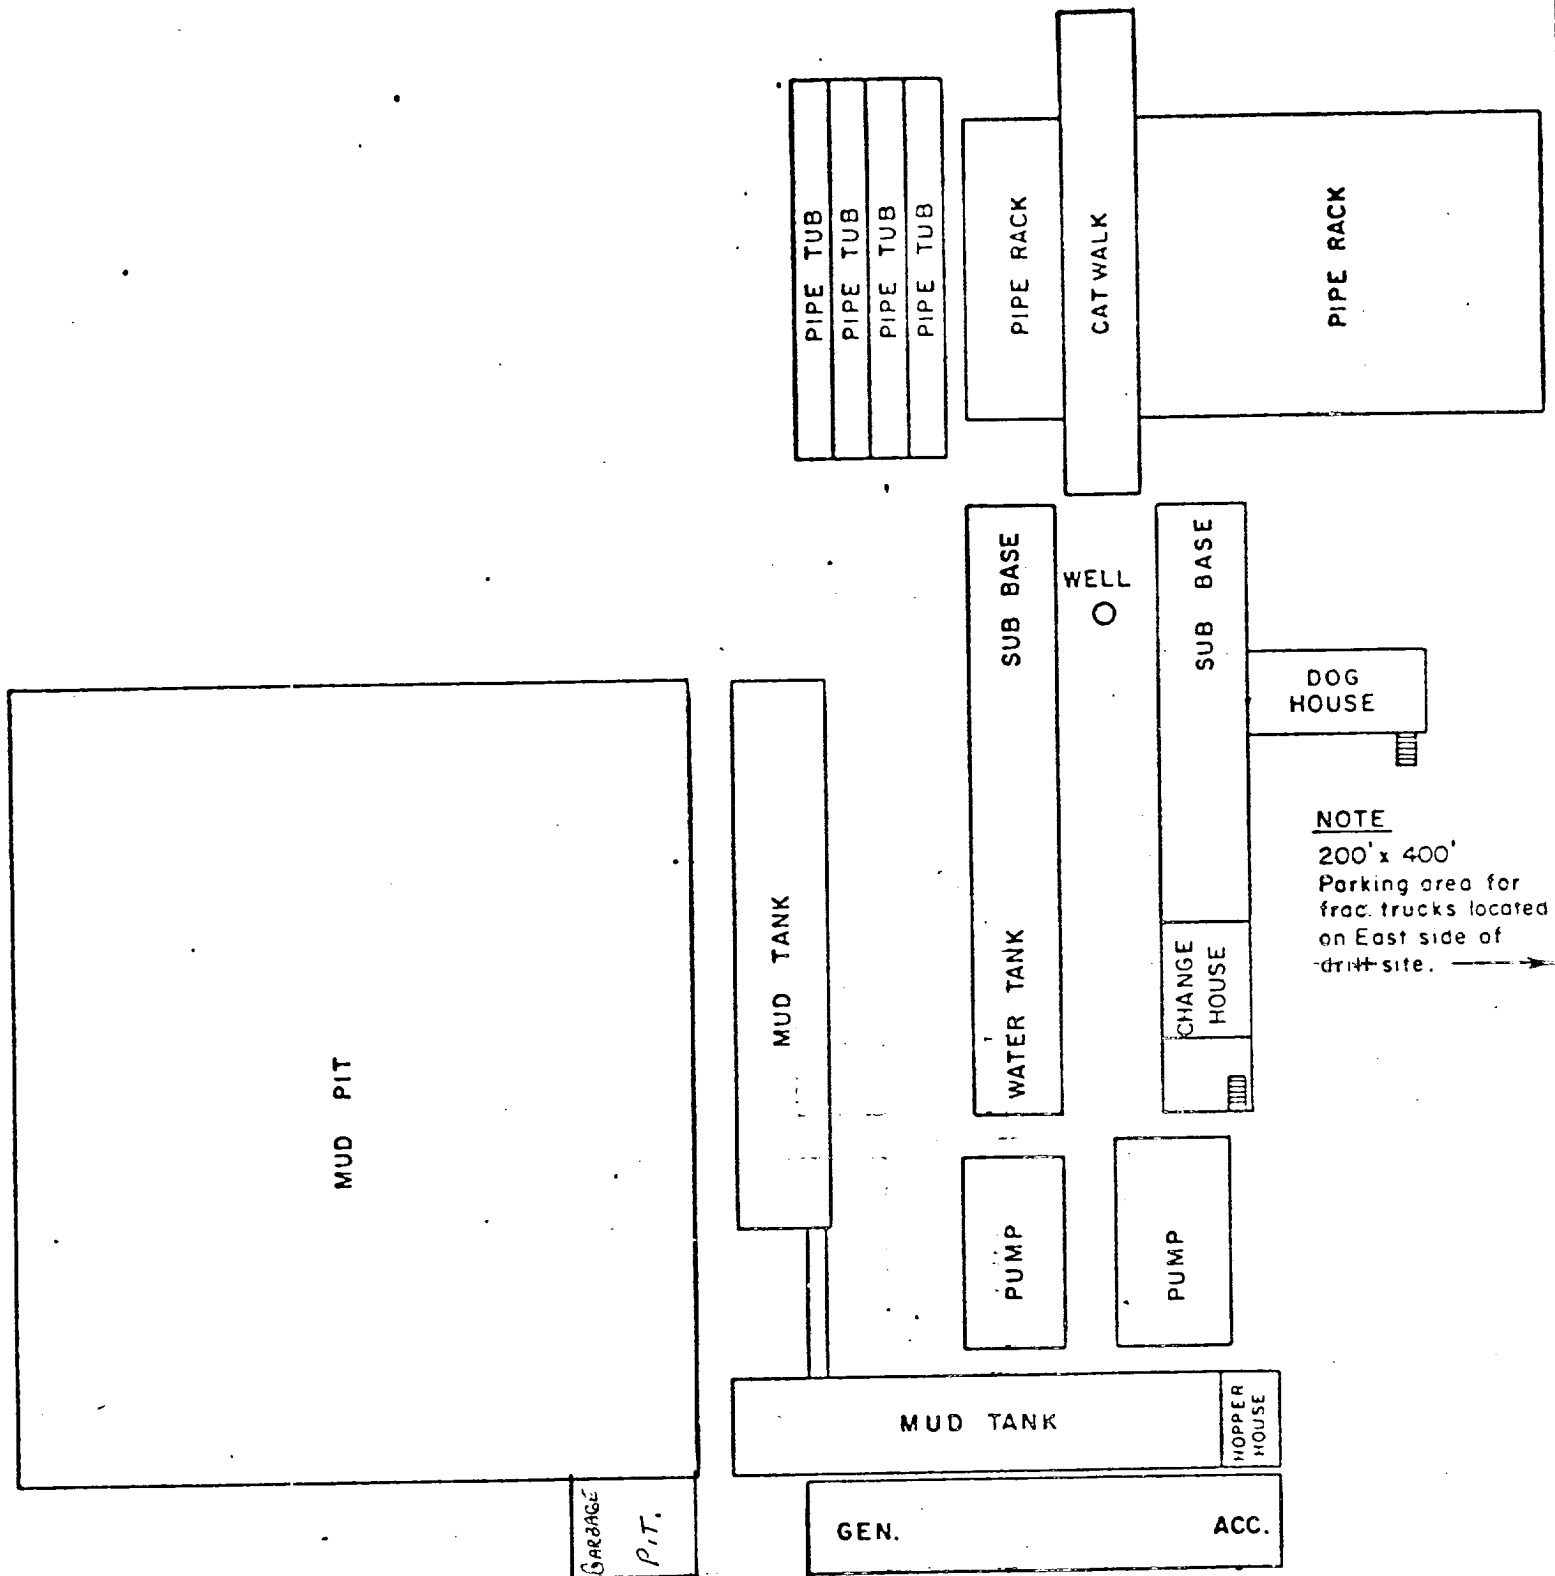 PIPE TUB
PIPE TUB
PIPE TUB
PIPE TUB
PIPE RACK
CATWALK
PIPE RACK
SUB BASE
WELL
SUB BASE
DOG
HOUSE
NOTE
200' x 400'
Parking area for
frac. trucks located
on East side of
drill site.
MUD PIT
MUD TANK
WATER TANK
CHANGE
HOUSE
PUMP
PUMP
MUD TANK
HOPPER
HOUSE
GARBAGE
PIT.
GEN.
ACC.